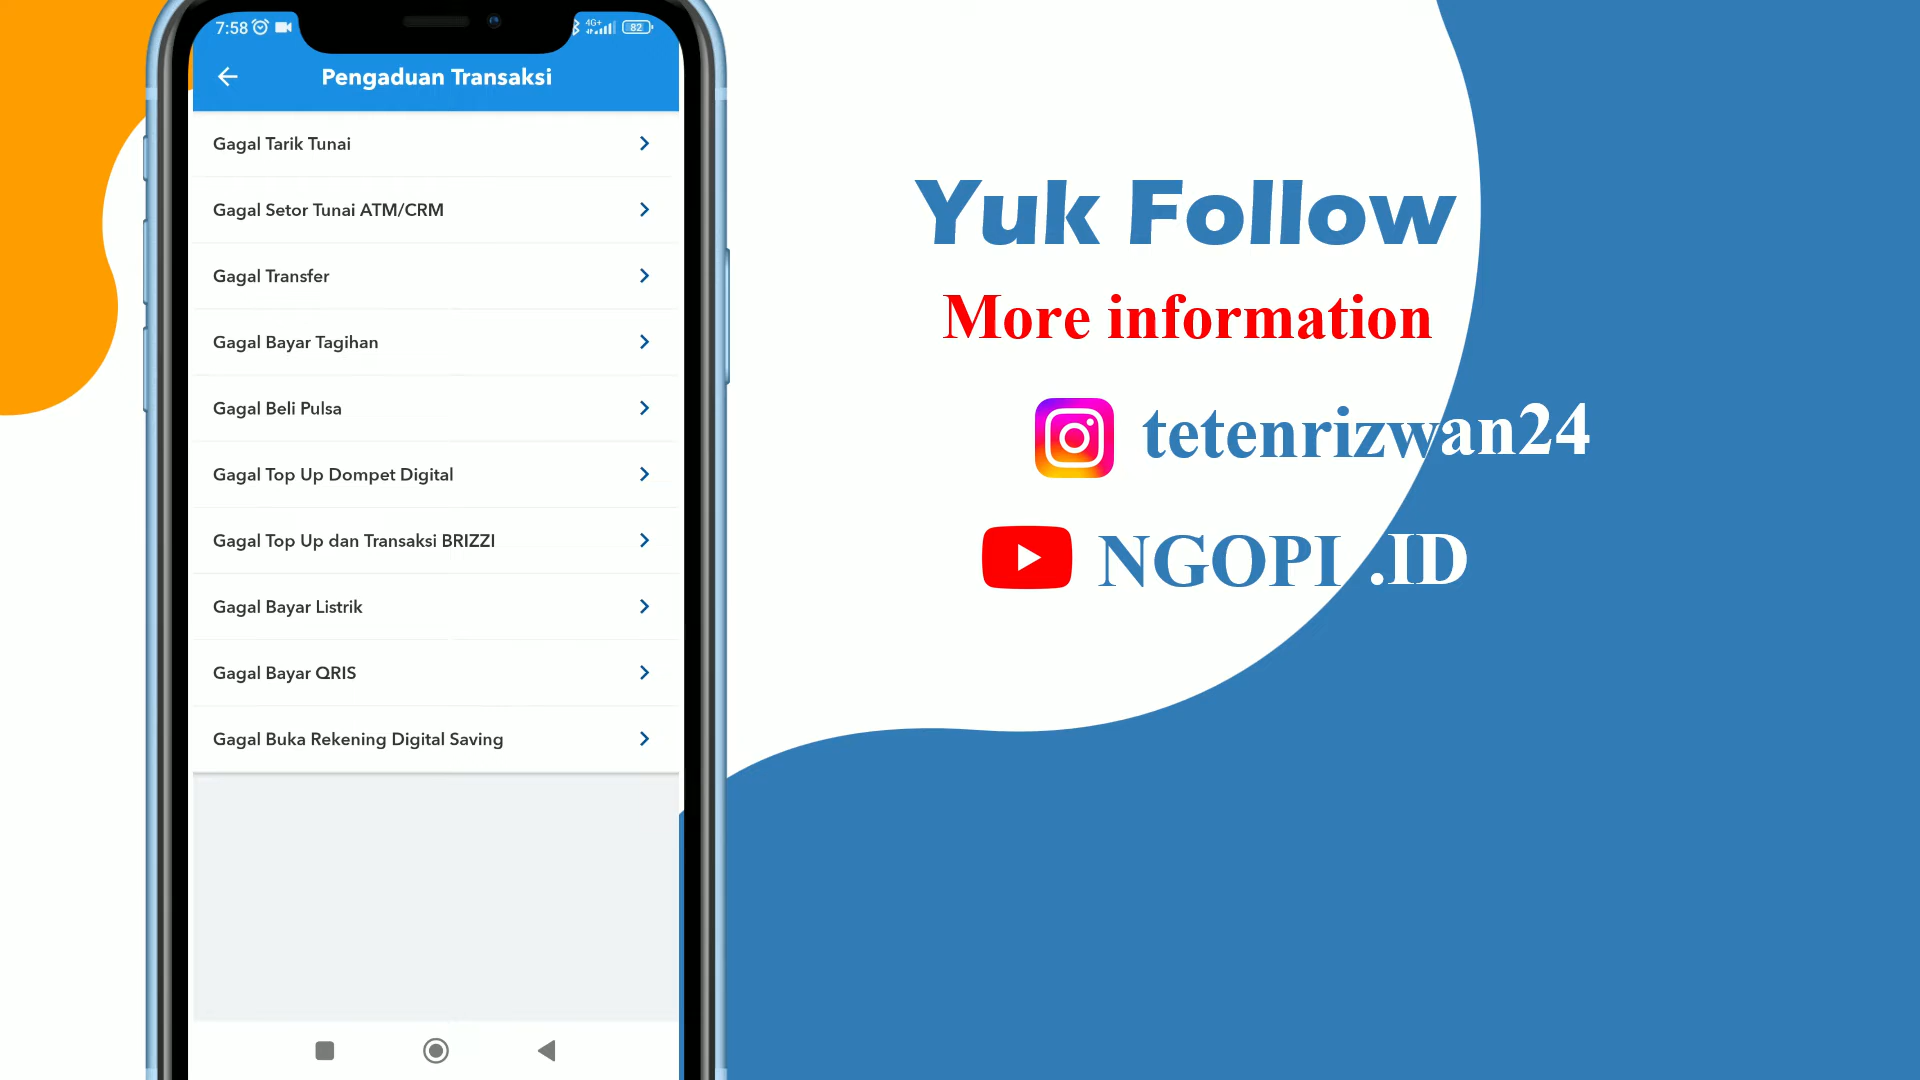 7:58
4G+
82
Pengaduan Transaksi
Gagal Tarik Tunai
Gagal Setor Tunai ATM/CRM
Gagal Transfer
Gagal Bayar Tagihan
Gagal Beli Pulsa
Gagal Top Up Dompet Digital
Gagal Top Up dan Transaksi BRIZZI
Gagal Bayar Listrik
Gagal Bayar QRIS
Gagal Buka Rekening Digital Saving
Yuk Follow
More information
tetenrizwan24
NGOPI .ID